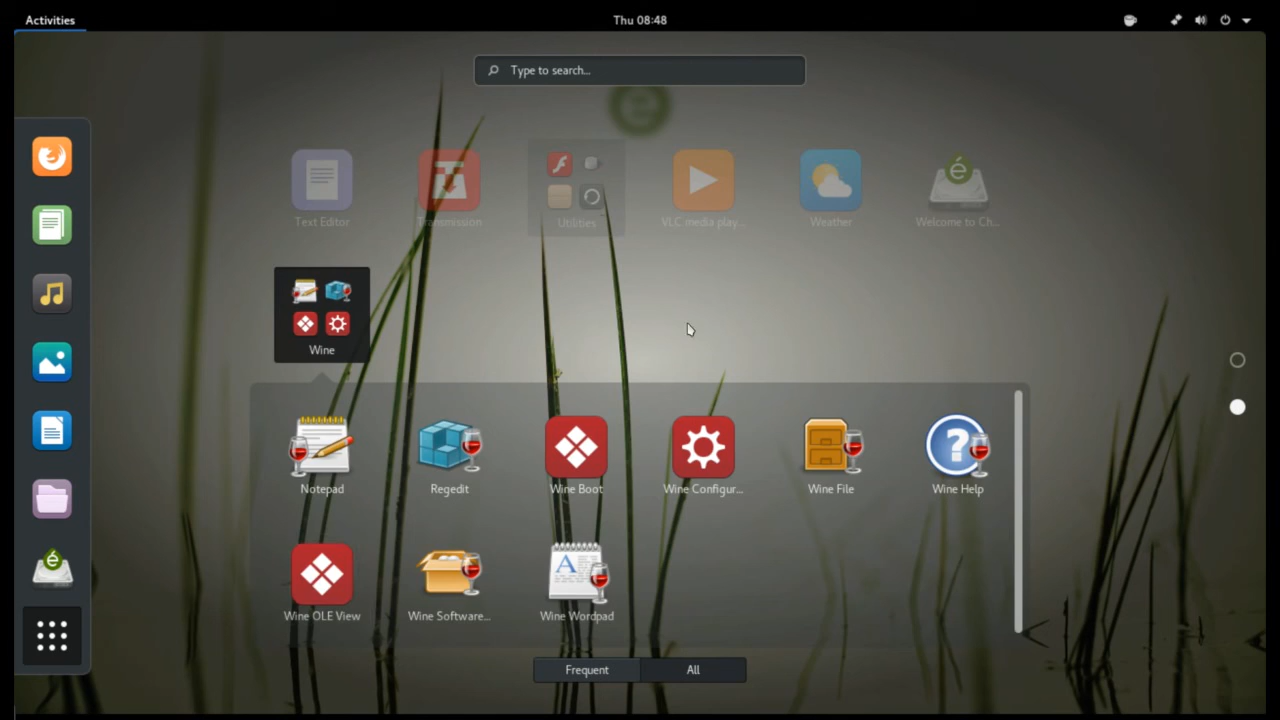 Activities
Thu 08:48
Type to search...
Text Editor
Transmission
Utilities
VLC media play...
Weather
Welcome to Ch...
Wine
Notepad
Regedit
Wine Boot
Wine Configur...
Wine File
Wine Help
Wine OLE View
Wine Software...
Wine Wordpad
Frequent
All